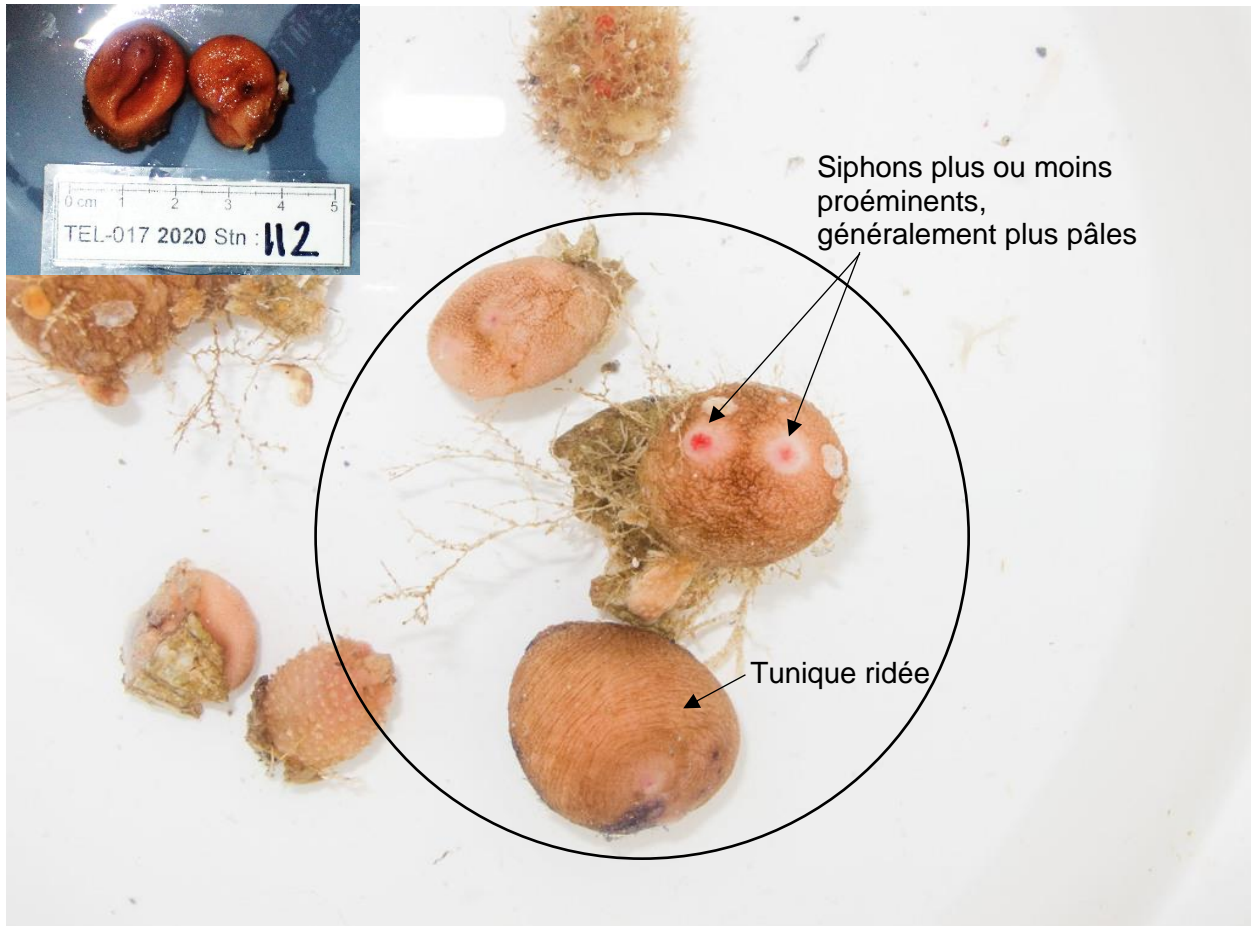 0 cm 1 2 3 4 5
TEL-017 2020 Stn : 112
Siphons plus ou moins
proéminents,
généralement plus pâles
Tunique ridée